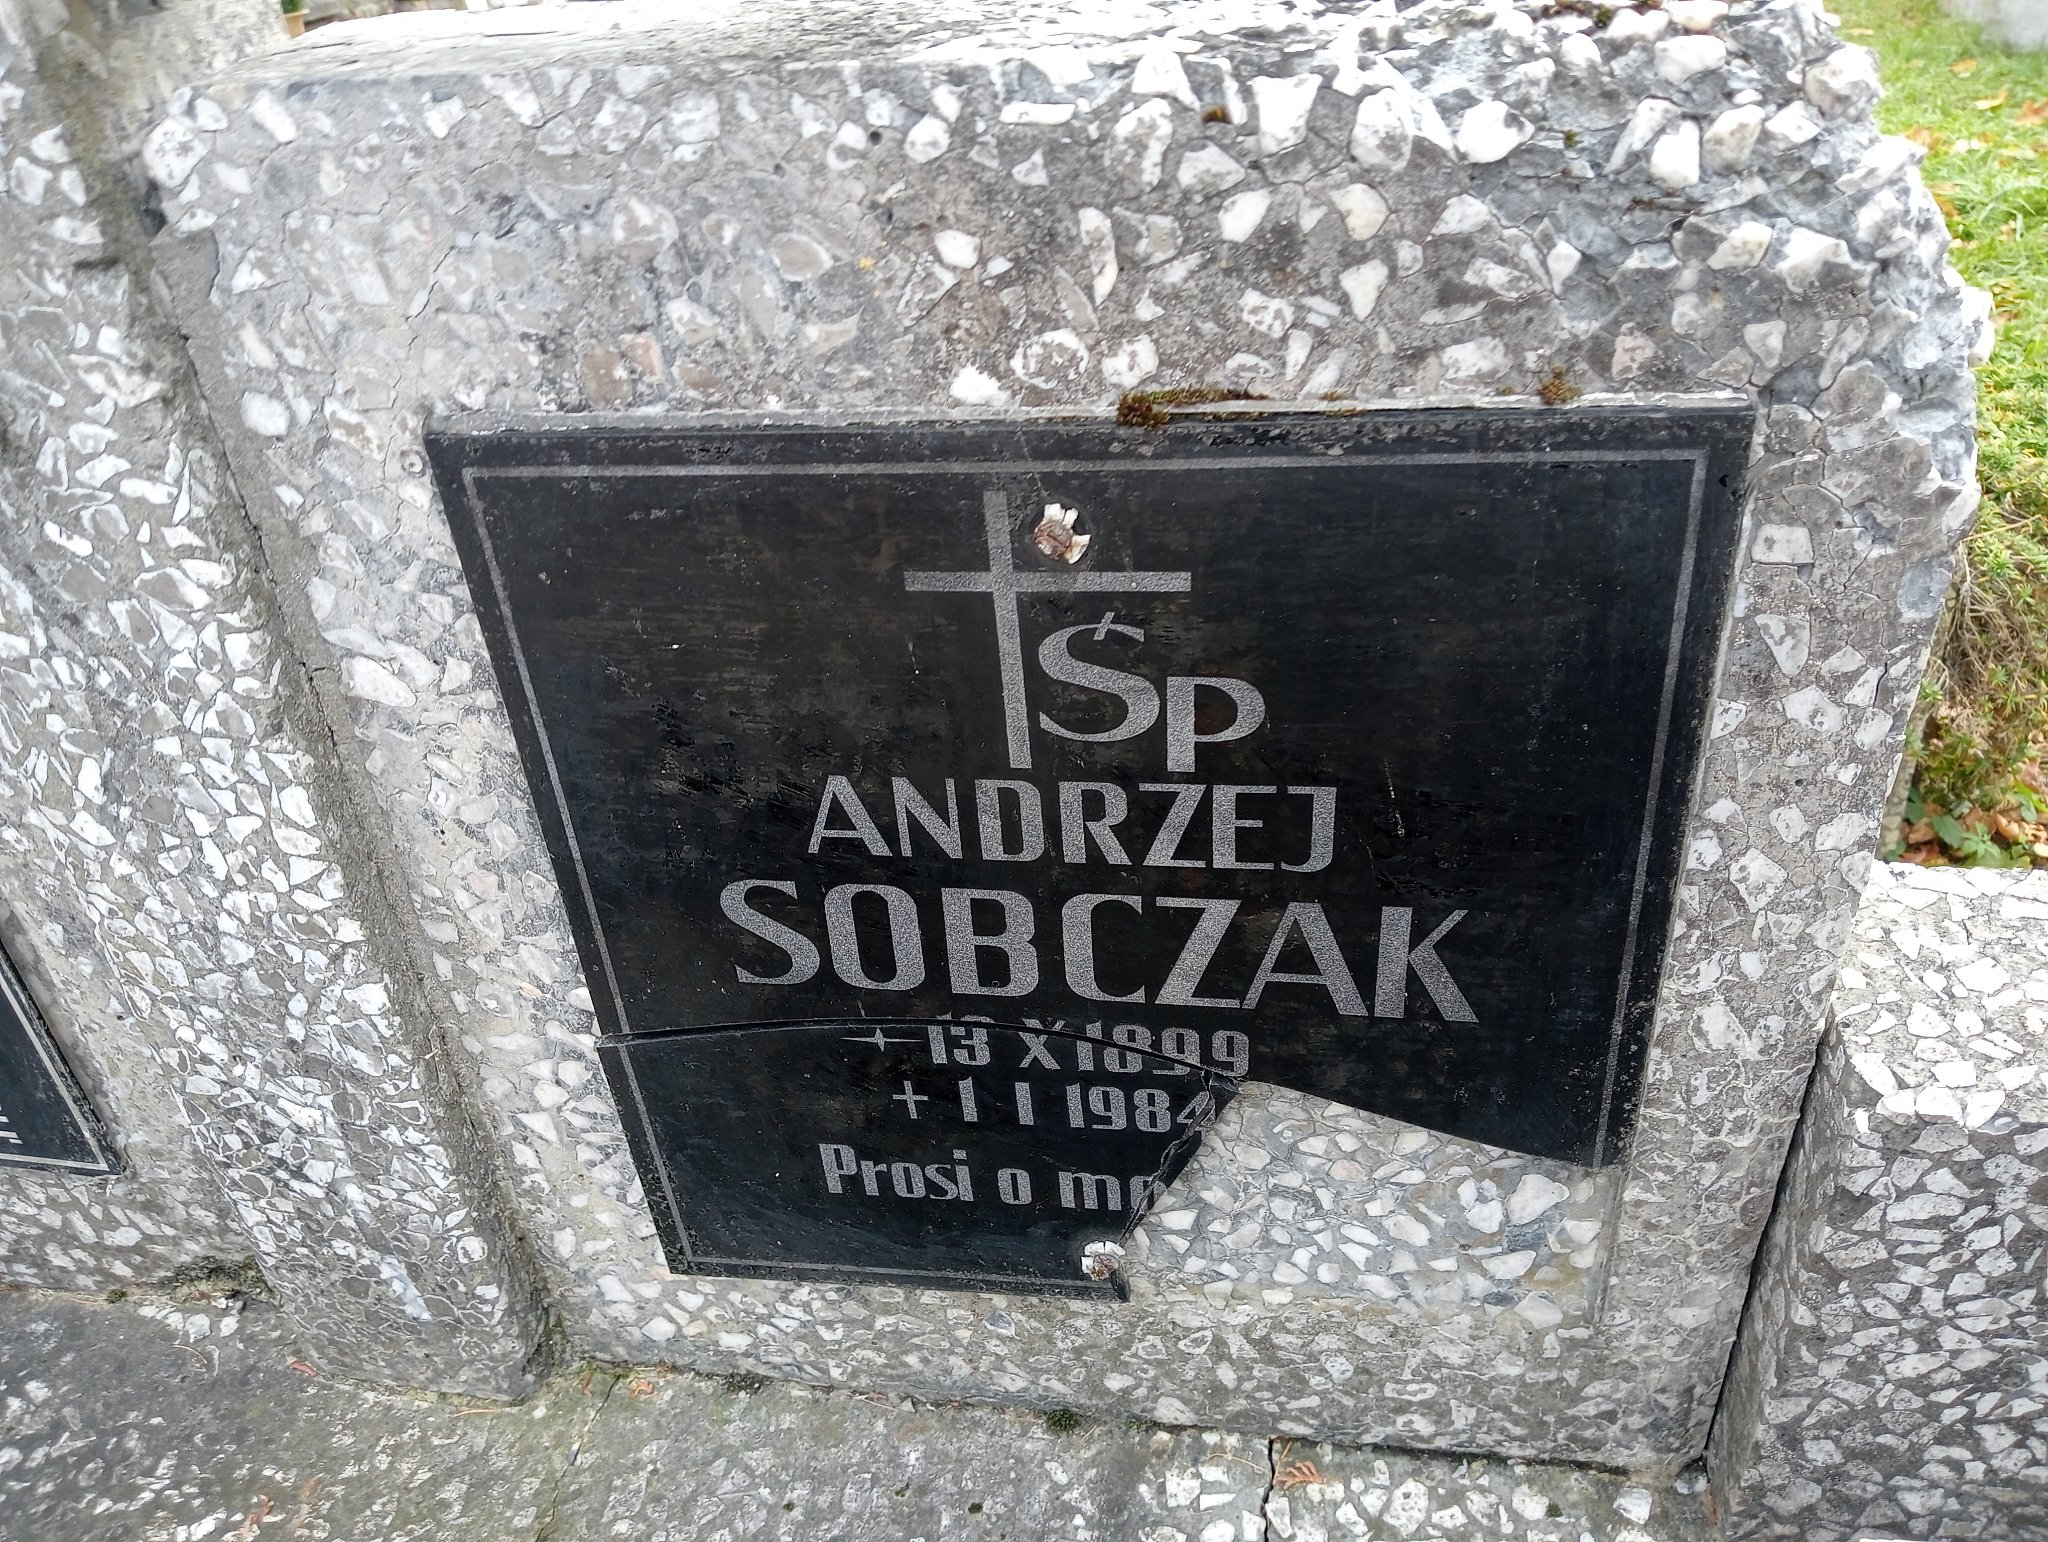 ŚP
ANDRZEJ
SOBCZAK
13 X 1899
+ 1 I 1984
Prosi o